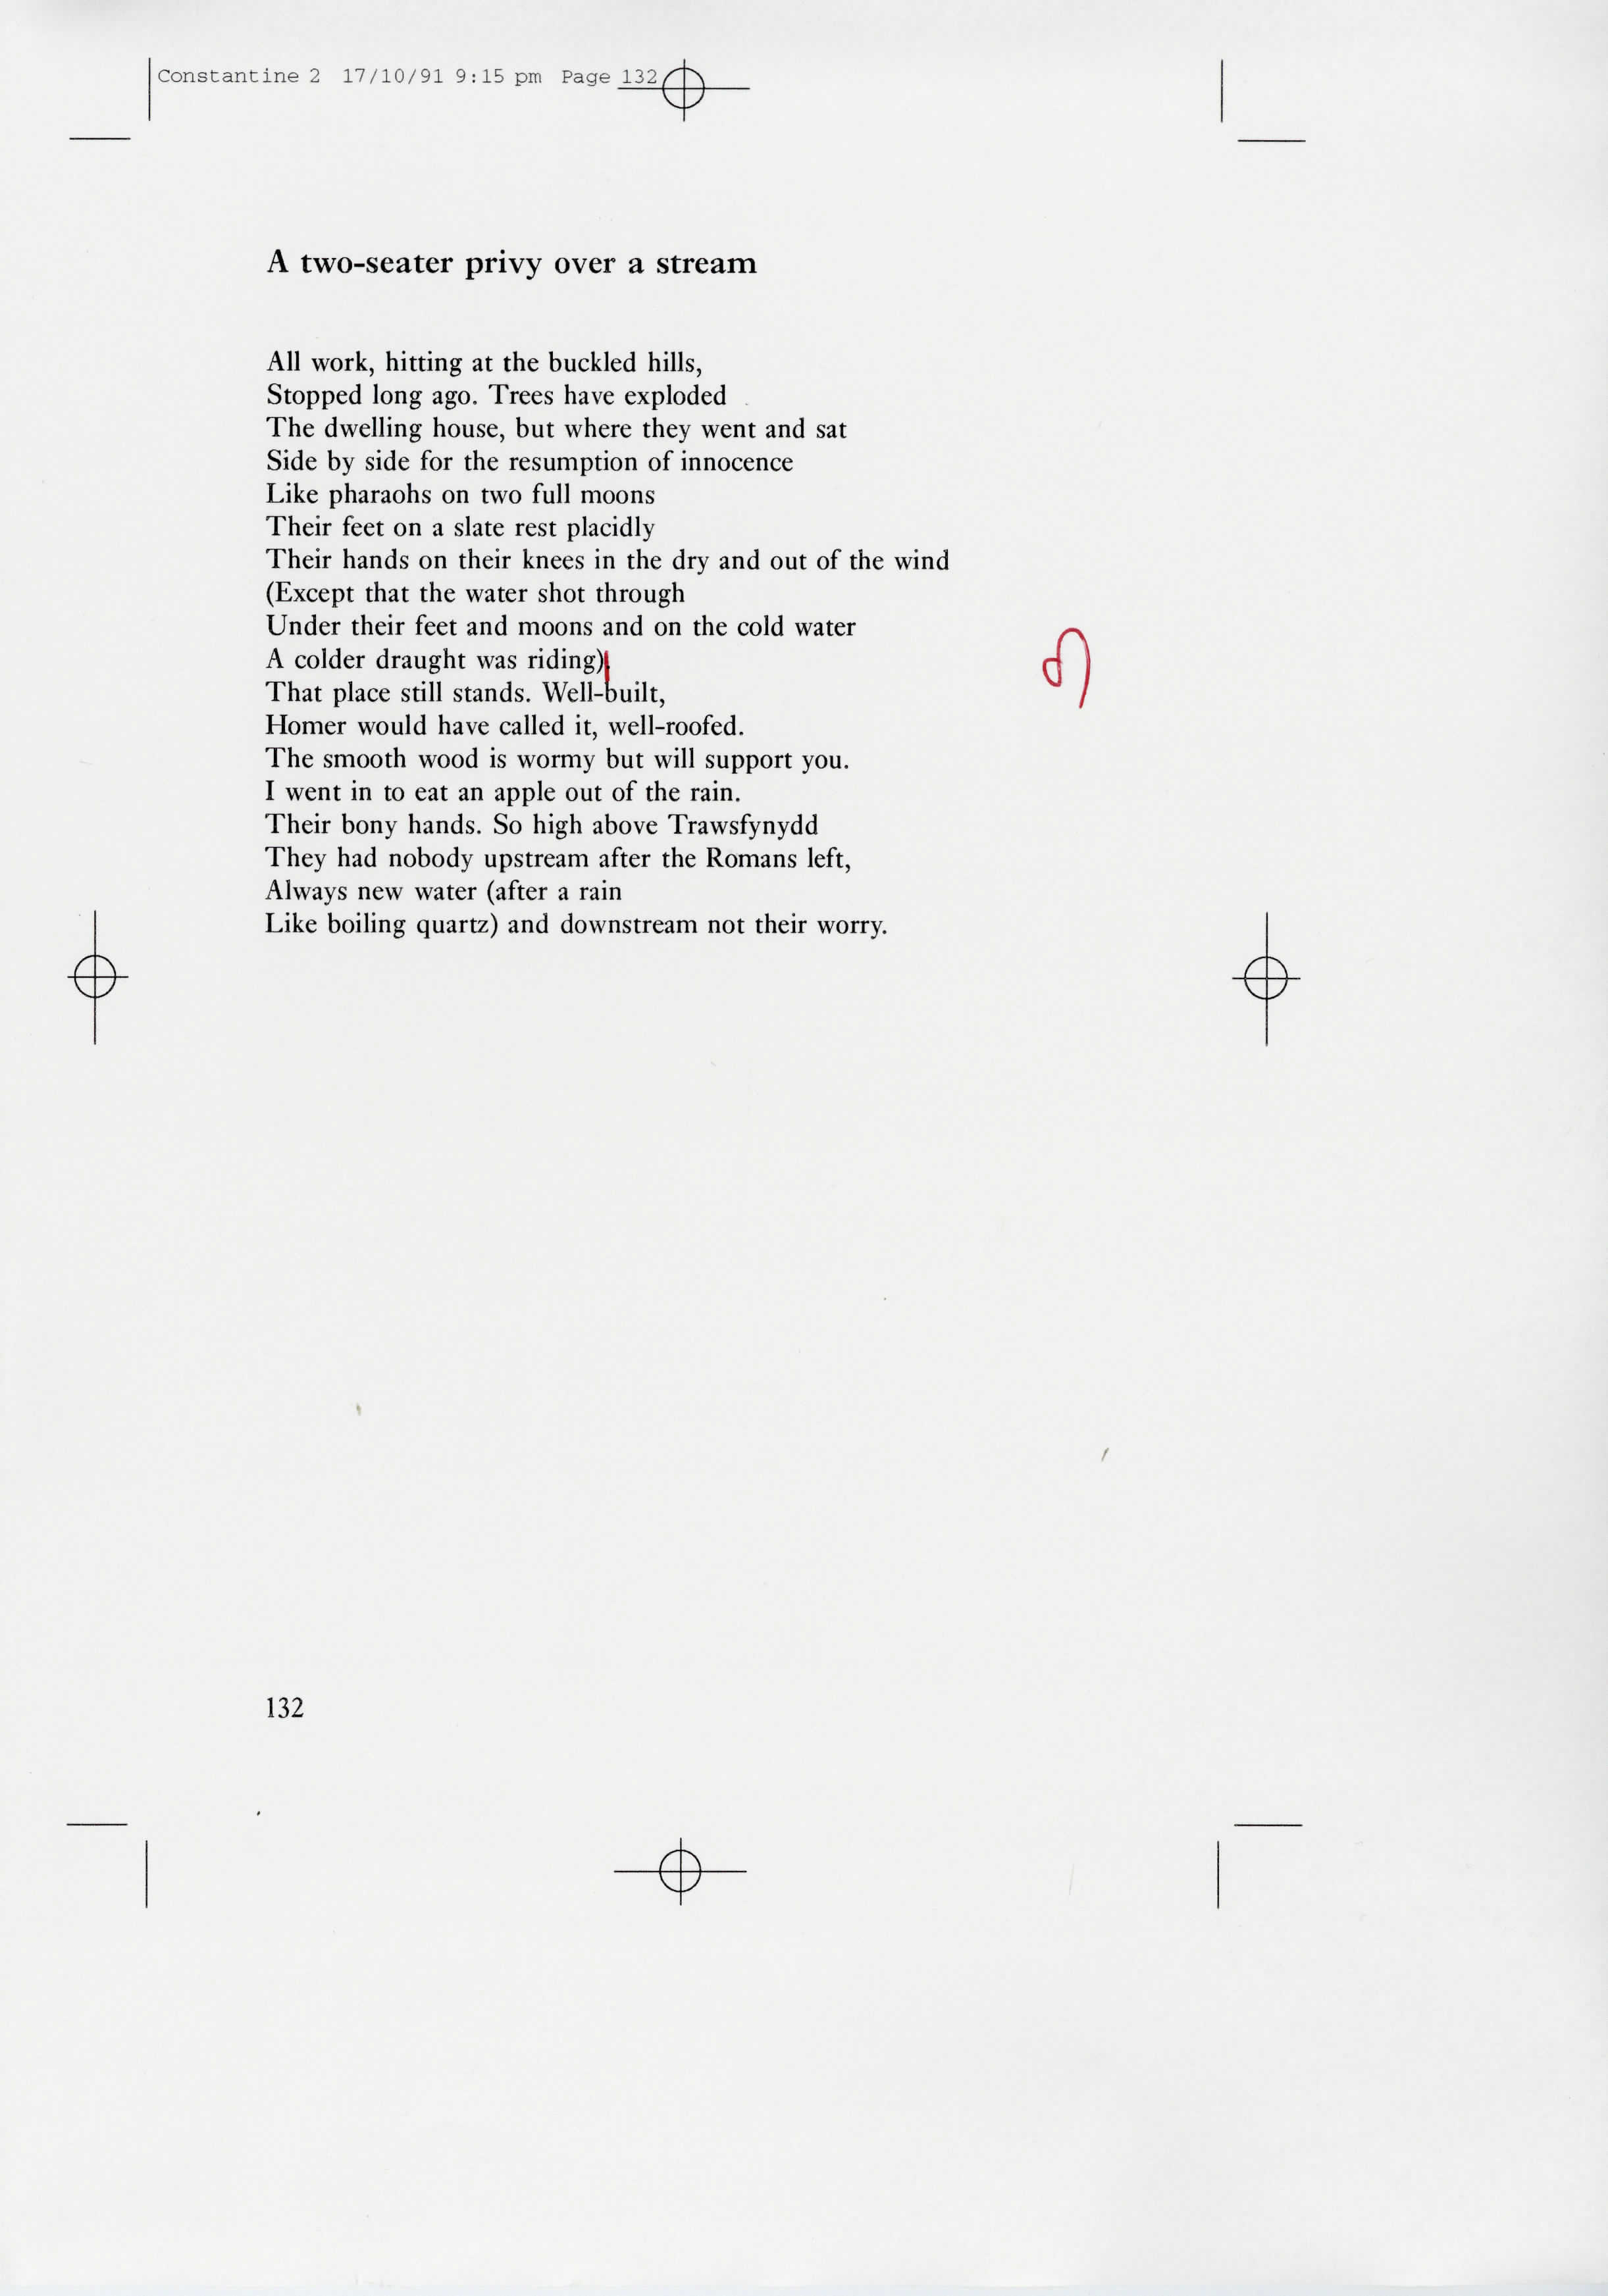 Constantine 2 17/10/91 9:15 pm Page 132
A two-seater privy over a stream
All work, hitting at the buckled hills,
Stopped long ago. Trees have exploded
The dwelling house, but where they went and sat
Side by side for the resumption of innocence
Like pharaohs on two full moons
Their feet on a slate rest placidly
Their hands on their knees in the dry and out of the wind
(Except that the water shot through
Under their feet and moons and on the cold water
A colder draught was riding)
That place still stands. Well-built,
Homer would have called it, well-roofed.
The smooth wood is wormy but will support you.
I went in to eat an apple out of the rain.
Their bony hands. So high above Trawsfynydd
They had nobody upstream after the Romans left,
Always new water (after a rain
Like boiling quartz) and downstream not their worry.
132